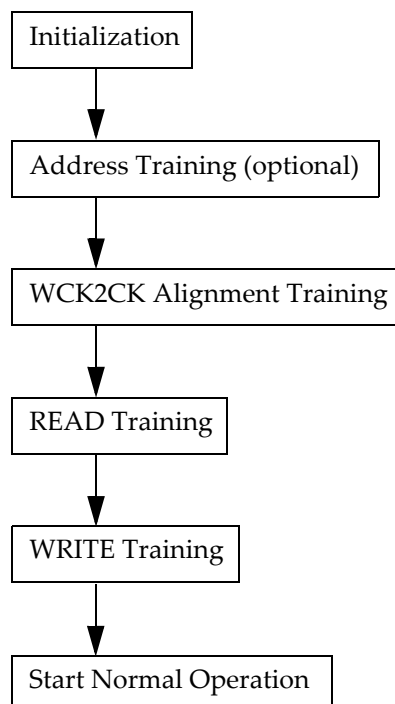 Initialization
Address Training (optional)
WCK2CK Alignment Training
READ Training
WRITE Training
Start Normal Operation